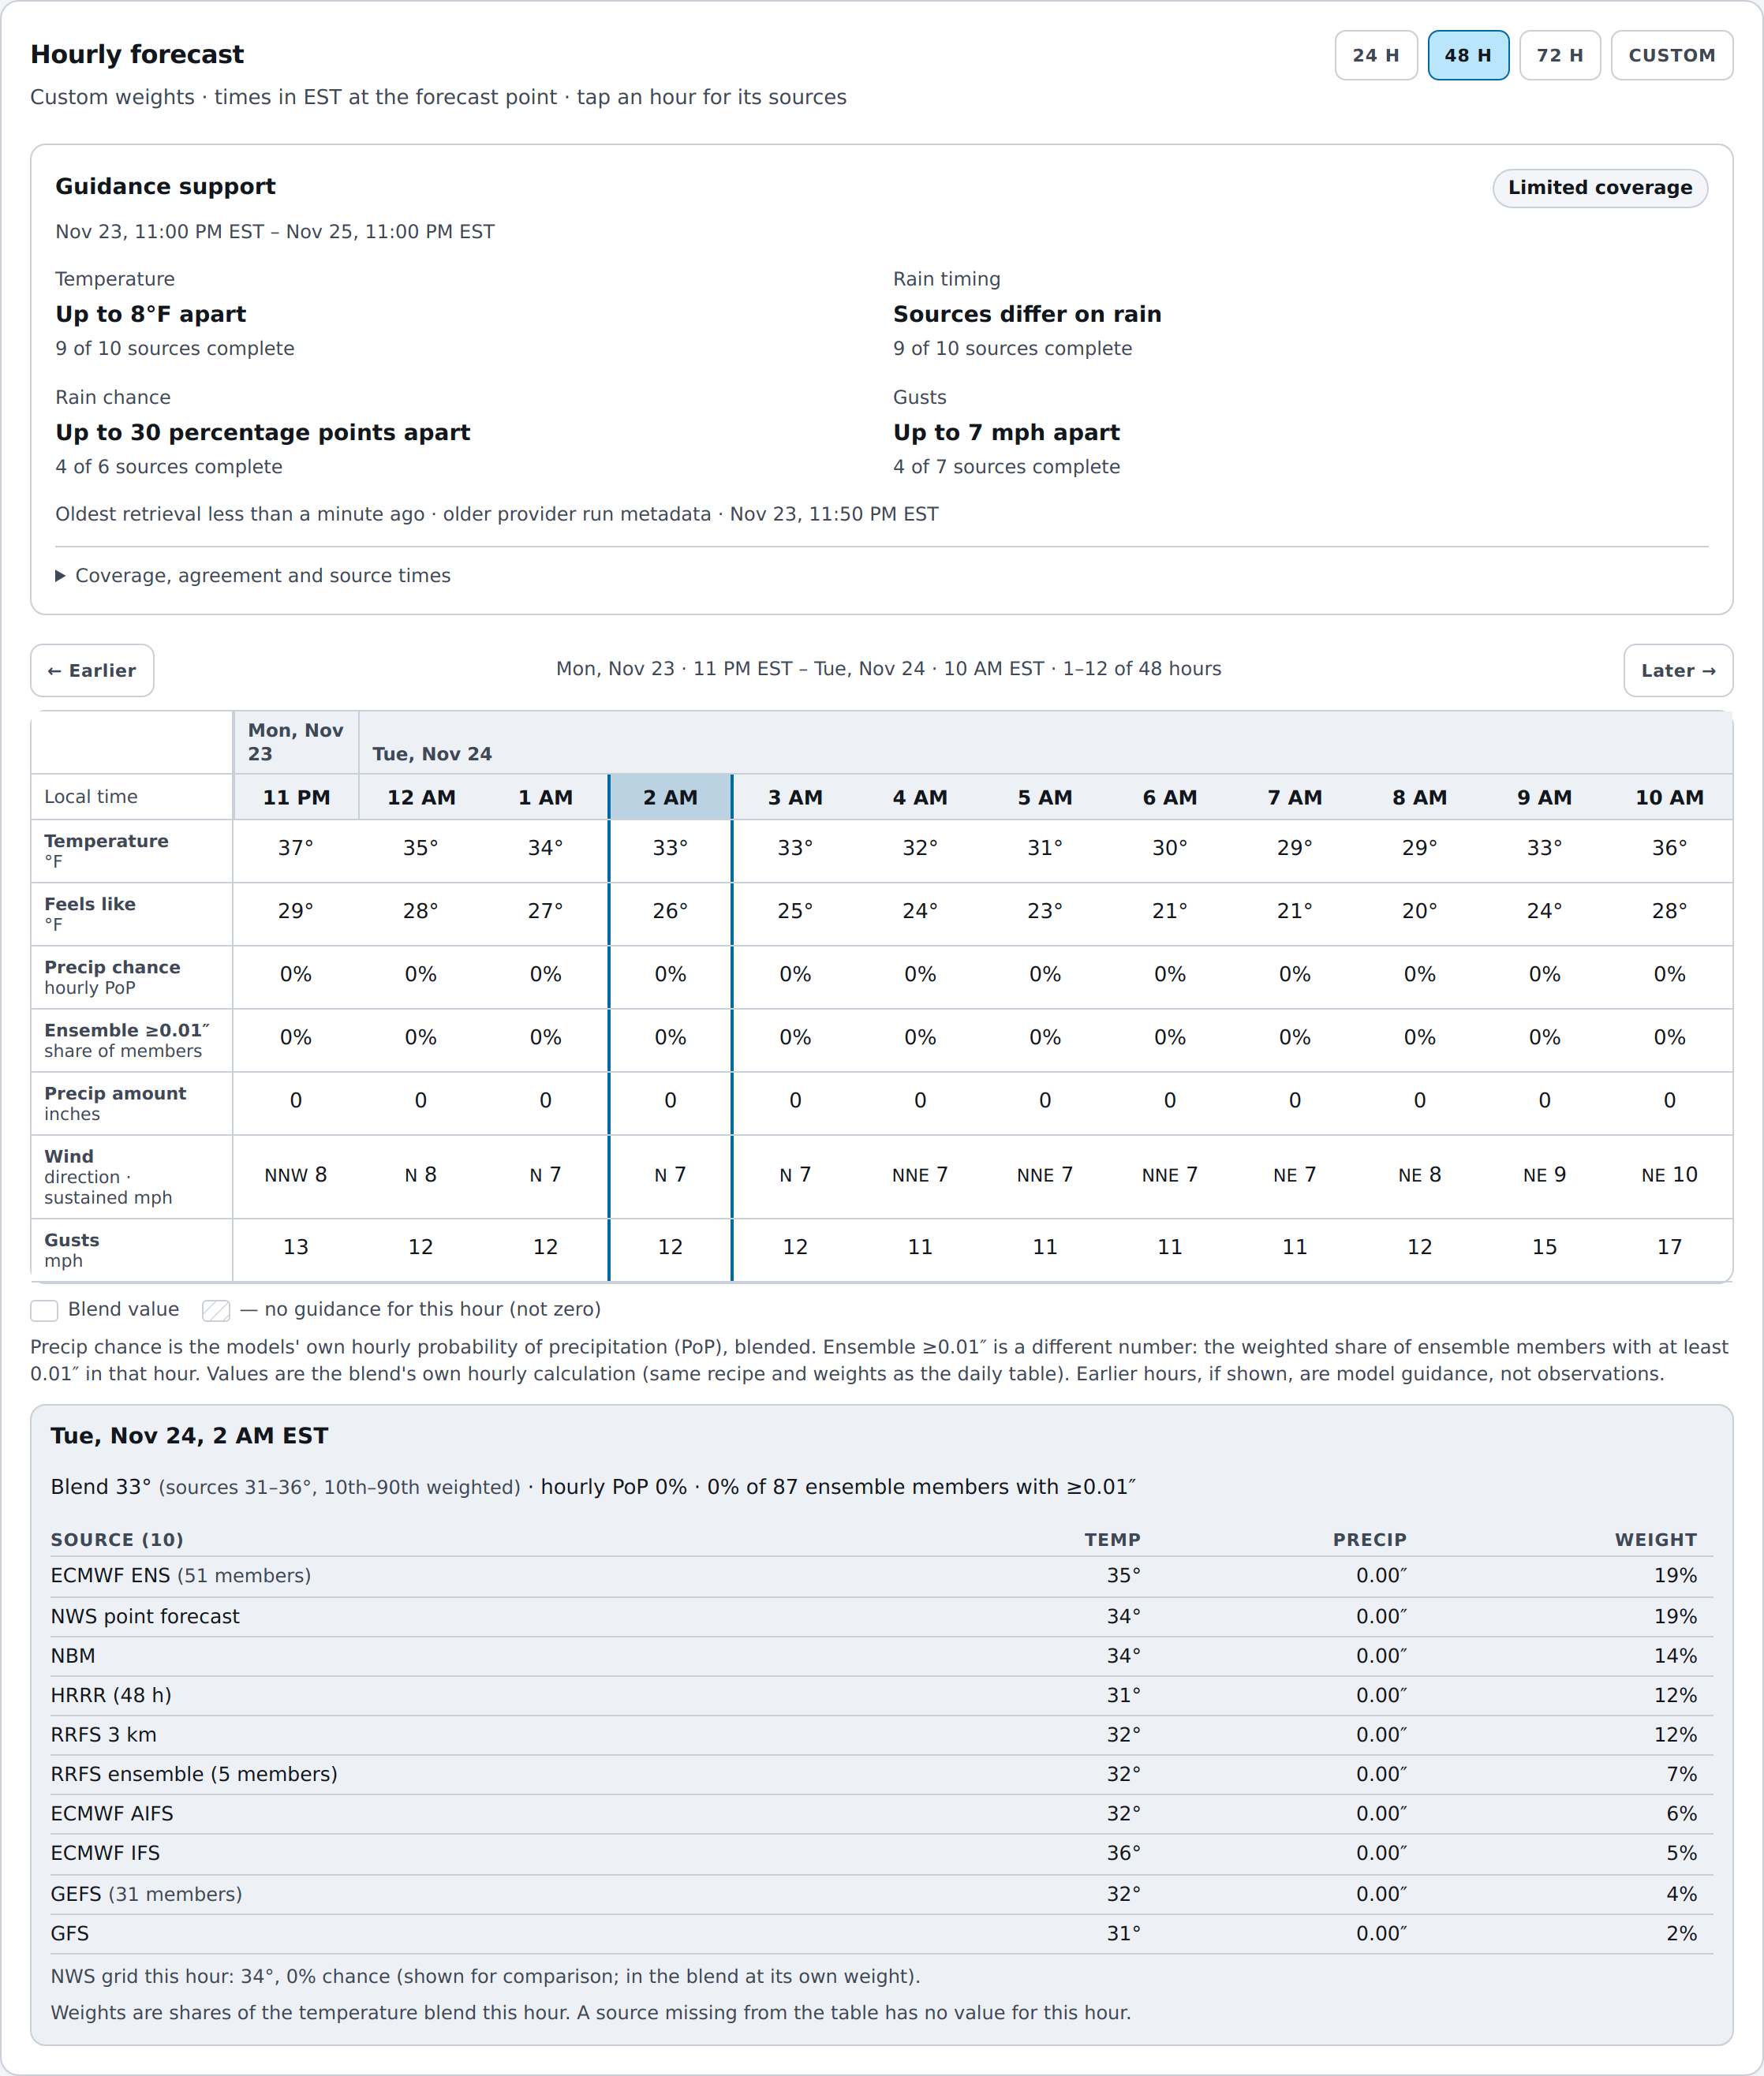 Hourly forecast
24 H 48 H 72 H CUSTOM
Custom weights · times in EST at the forecast point · tap an hour for its sources
Guidance support
Limited coverage
Nov 23, 11:00 PM EST – Nov 25, 11:00 PM EST
Temperature
Up to 8°F apart
9 of 10 sources complete
Rain timing
Sources differ on rain
9 of 10 sources complete
Rain chance
Up to 30 percentage points apart
4 of 6 sources complete
Gusts
Up to 7 mph apart
4 of 7 sources complete
Oldest retrieval less than a minute ago · older provider run metadata · Nov 23, 11:50 PM EST
▶ Coverage, agreement and source times
← Earlier
Mon, Nov 23 · 11 PM EST – Tue, Nov 24 · 10 AM EST · 1–12 of 48 hours
Later →
Mon, Nov
23
Tue, Nov 24
Local time 11 PM 12 AM 1 AM 2 AM 3 AM 4 AM 5 AM 6 AM 7 AM 8 AM 9 AM 10 AM
Temperature
°F
37° 35° 34° 33° 33° 32° 31° 30° 29° 29° 33° 36°
Feels like
°F
29° 28° 27° 26° 25° 24° 23° 21° 21° 20° 24° 28°
Precip chance
hourly PoP
0% 0% 0% 0% 0% 0% 0% 0% 0% 0% 0% 0%
Ensemble ≥0.01″
share of members
0% 0% 0% 0% 0% 0% 0% 0% 0% 0% 0% 0%
Precip amount
inches
0 0 0 0 0 0 0 0 0 0 0 0
Wind
direction ·
sustained mph
NNW 8 N 8 N 7 N 7 N 7 NNE 7 NNE 7 NNE 7 NE 7 NE 8 NE 9 NE 10
Gusts
mph
13 12 12 12 12 11 11 11 11 12 15 17
Blend value — no guidance for this hour (not zero)
Precip chance is the models' own hourly probability of precipitation (PoP), blended. Ensemble ≥0.01″ is a different number: the weighted share of ensemble members with at least
0.01″ in that hour. Values are the blend's own hourly calculation (same recipe and weights as the daily table). Earlier hours, if shown, are model guidance, not observations.
Tue, Nov 24, 2 AM EST
Blend 33° (sources 31–36°, 10th–90th weighted) · hourly PoP 0% · 0% of 87 ensemble members with ≥0.01″
SOURCE (10) TEMP PRECIP WEIGHT
ECMWF ENS (51 members) 35° 0.00″ 19%
NWS point forecast 34° 0.00″ 19%
NBM 34° 0.00″ 14%
HRRR (48 h) 31° 0.00″ 12%
RRFS 3 km 32° 0.00″ 12%
RRFS ensemble (5 members) 32° 0.00″ 7%
ECMWF AIFS 32° 0.00″ 6%
ECMWF IFS 36° 0.00″ 5%
GEFS (31 members) 32° 0.00″ 4%
GFS 31° 0.00″ 2%
NWS grid this hour: 34°, 0% chance (shown for comparison; in the blend at its own weight).
Weights are shares of the temperature blend this hour. A source missing from the table has no value for this hour.